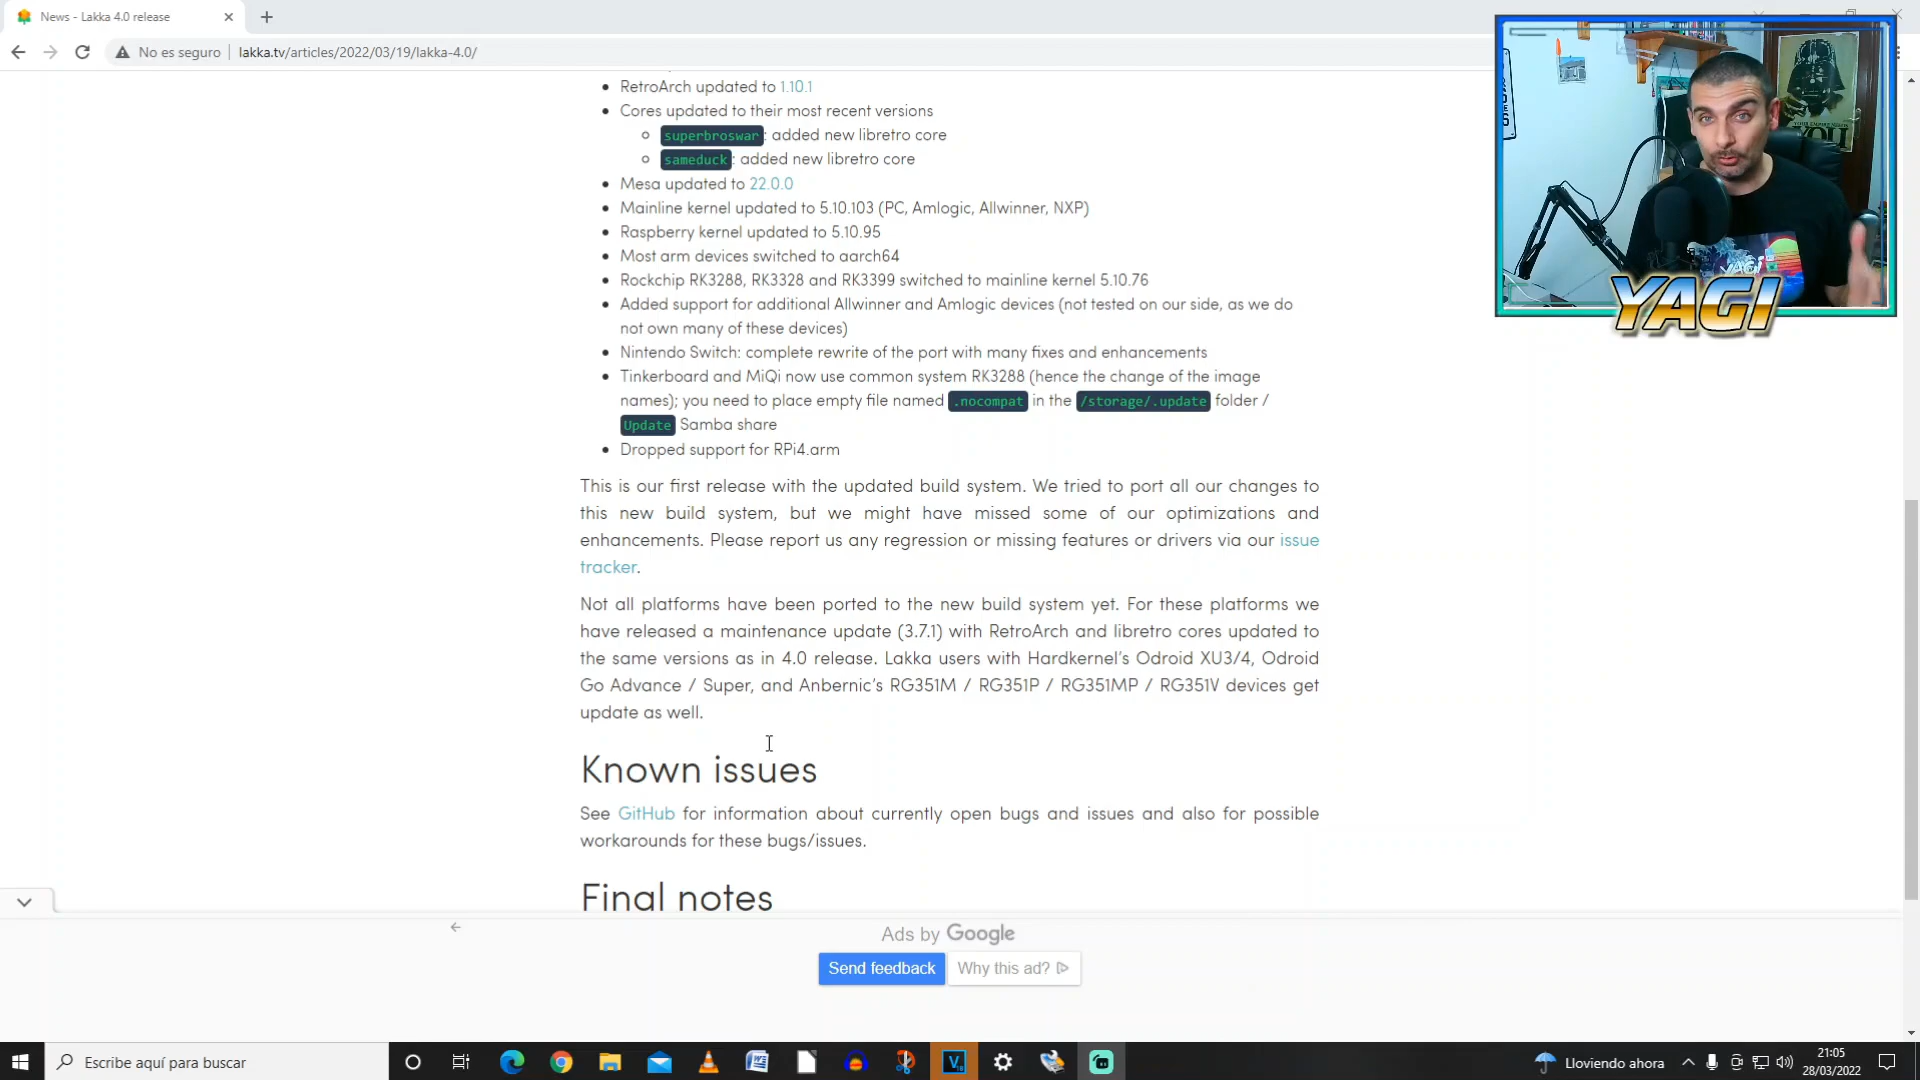 News - Lakka 4.0 release
No es seguro | lakka.tv/articles/2022/03/19/lakka-4.0/
RetroArch updated to 1.10.1
Cores updated to their most recent versions
superbroswar: added new libretro core
sameduck: added new libretro core
Mesa updated to 22.0.0
Mainline kernel updated to 5.10.103 (PC, Amlogic, Allwinner, NXP)
Raspberry kernel updated to 5.10.95
Most arm devices switched to aarch64
Rockchip RK3288, RK3328 and RK3399 switched to mainline kernel 5.10.76
Added support for additional Allwinner and Amlogic devices (not tested on our side, as we do
not own many of these devices)
Nintendo Switch: complete rewrite of the port with many fixes and enhancements
Tinkerboard and MiQi now use common system RK3288 (hence the change of the image
names); you need to place empty file named .nocompat in the /storage/.update folder /
Update Samba share
Dropped support for RPi4.arm
This is our first release with the updated build system. We tried to port all our changes to
this new build system, but we might have missed some of our optimizations and
enhancements. Please report us any regression or missing features or drivers via our issue
tracker.
Not all platforms have been ported to the new build system yet. For these platforms we
have released a maintenance update (3.7.1) with RetroArch and libretro cores updated to
the same versions as in 4.0 release. Lakka users with Hardkernel's Odroid XU3/4, Odroid
Go Advance / Super, and Anbernic's RG351M / RG351P / RG351MP / RG351V devices get
update as well.
Known issues
See GitHub for information about currently open bugs and issues and also for possible
workarounds for these bugs/issues.
Final notes
Ads by Google
Send feedback
Why this ad?
YAGI
YOU
Escribe aquí para buscar
Lloviendo ahora
21:05
28/03/2022